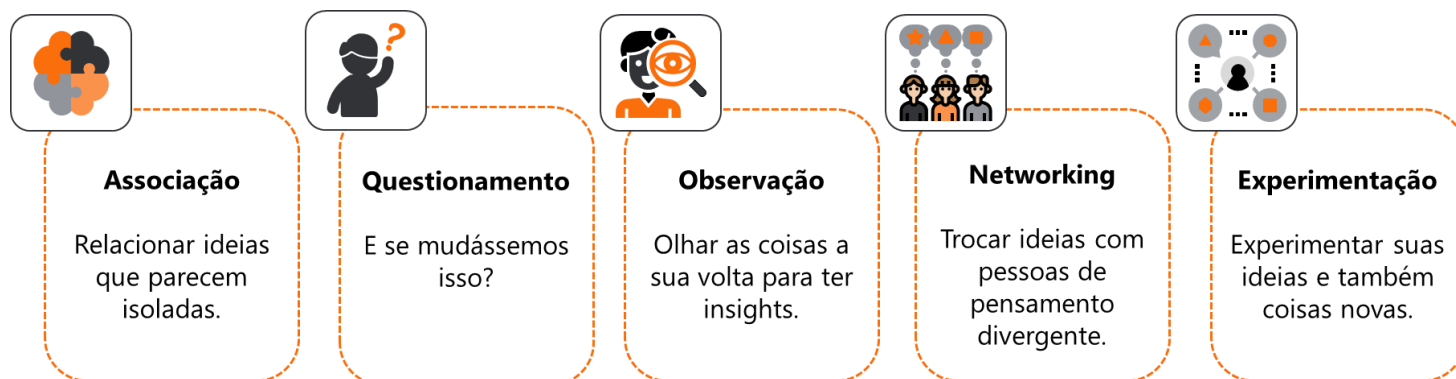 Associação
Relacionar ideias
que parecem
isoladas.
Questionamento
E se mudássemos
isso?
Observação
Olhar as coisas a
sua volta para ter
insights.
Networking
Trocar ideias com
pessoas de
pensamento
divergente.
Experimentação
Experimentar suas
ideias e também
coisas novas.